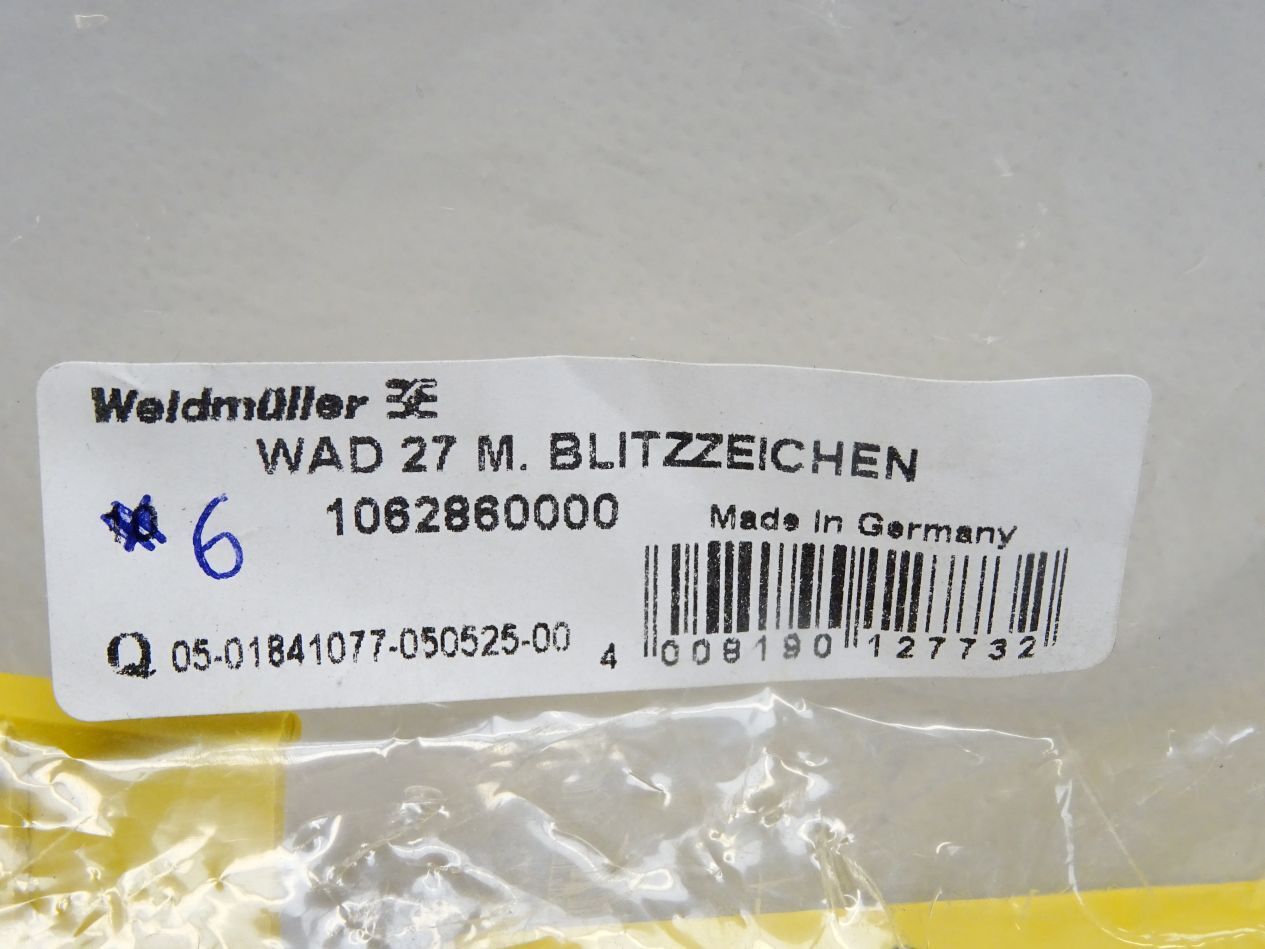 Weidmüller
WAD 27 M. BLITZZEICHEN
6 1062860000
Made in Germany
Q 05-01841077-050525-00
4 008190 127732